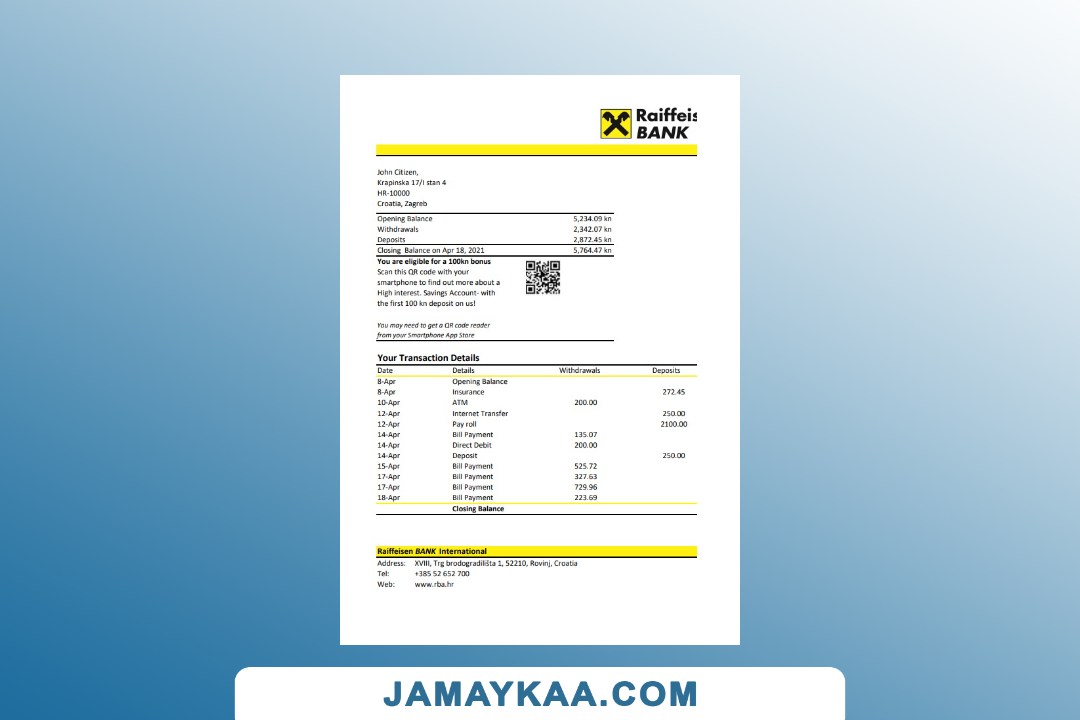 Raiffeis
BANK
John Citizen,
Krapinska 17/I stan 4
HR-10000
Croatia, Zagreb
Opening Balance 5,234.09 kn
Withdrawals 2,342.07 kn
Deposits 2,872.45 kn
Closing Balance on Apr 18, 2021 5,764.47 kn
You are eligible for a 100kn bonus
Scan this QR code with your
smartphone to find out more about a
High interest. Savings Account- with
the first 100 kn deposit on us!
You may need to get a QR code reader
from your Smartphone App Store
Your Transaction Details
Date Details Withdrawals Deposits
8-Apr Opening Balance
8-Apr Insurance 272.45
10-Apr ATM 200.00
12-Apr Internet Transfer 250.00
12-Apr Pay roll 2100.00
14-Apr Bill Payment 135.07
14-Apr Direct Debit 200.00
14-Apr Deposit 250.00
15-Apr Bill Payment 525.72
17-Apr Bill Payment 327.63
17-Apr Bill Payment 729.96
18-Apr Bill Payment 223.69
Closing Balance
Raiffeisen BANK International
Address: XVIII, Trg brodogradilišta 1, 52210, Rovinj, Croatia
Tel: +385 52 652 700
Web: www.rba.hr
JAMAYKAA.COM